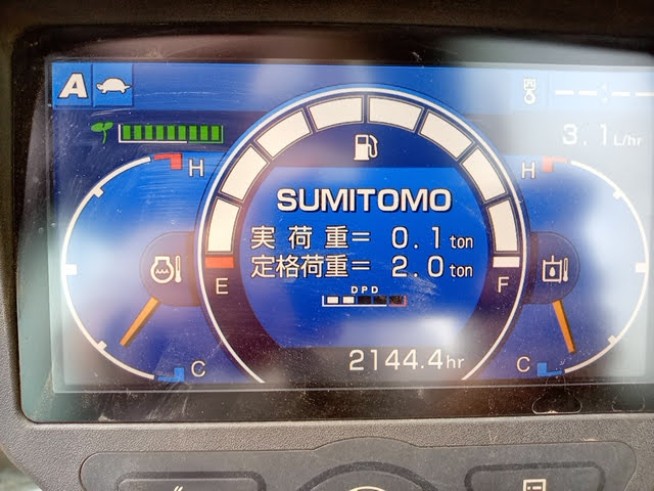 A
3.1 L/hr
H
H
SUMITOMO
実荷重= 0.1 ton
定格荷重= 2.0 ton
E
F
DPD
2144.4hr
C
C